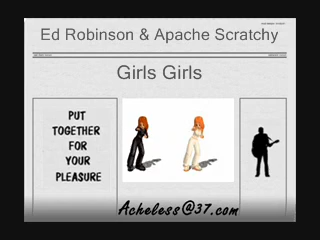 Ed Robinson & Apache Scratchy
Girls Girls
PUT
TOGETHER
FOR
YOUR
PLEASURE
Acheless@37.com